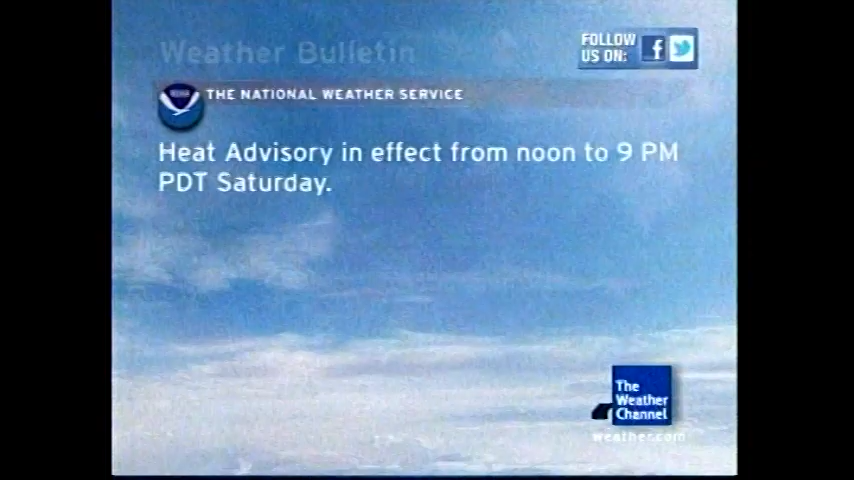 Weather Bulletin
FOLLOW
US ON:
NOAA
THE NATIONAL WEATHER SERVICE
Heat Advisory in effect from noon to 9 PM
PDT Saturday.
The
Weather
Channel
weather.com